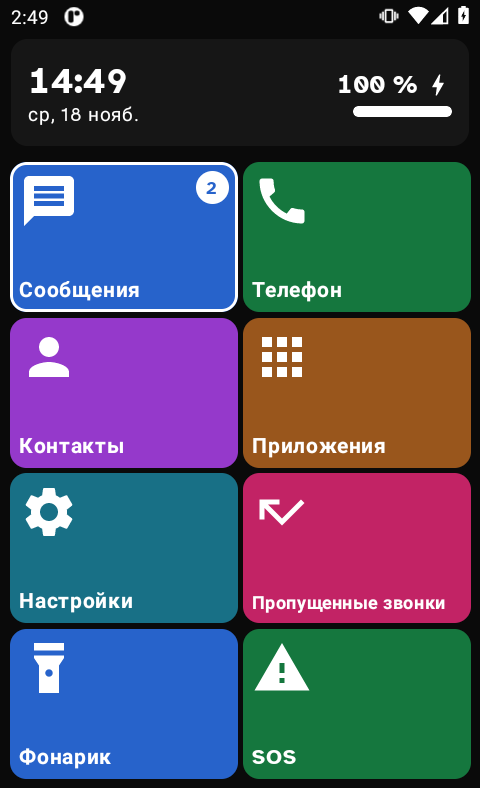 2:49
14:49
100 %
ср, 18 нояб.
2
Сообщения
Телефон
Контакты
Приложения
Настройки
Пропущенные звонки
Фонарик
SOS